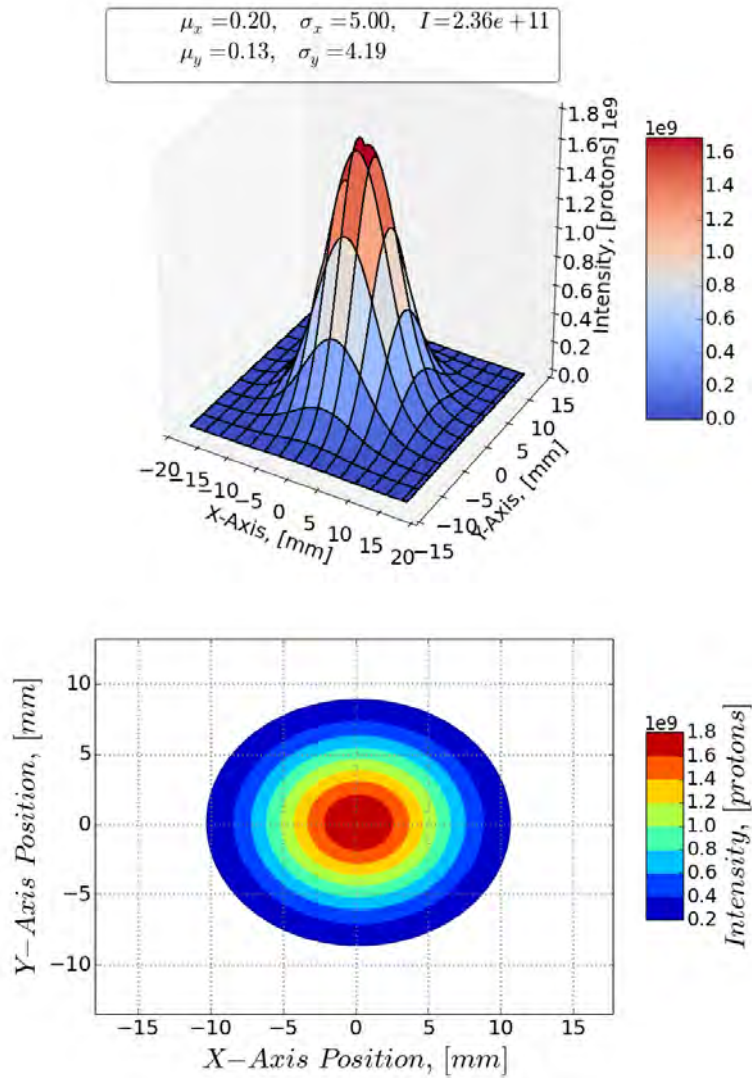 μ_x = 0.20, σ_x = 5.00, I = 2.36e + 11
μ_y = 0.13, σ_y = 4.19
1e9
1.8
1.6
1.4
1.2
1.0
0.8
0.6
0.4
0.2
0.0
Intensity, [protons]
−20 −15 −10 −5 0 5 10 15 20
X-Axis, [mm]
−15 −10 −5 0 5 10 15
Y-Axis, [mm]
1e9
1.6
1.4
1.2
1.0
0.8
0.6
0.4
0.2
0.0
Y−Axis Position, [mm]
10
5
0
−5
−10
−15 −10 −5 0 5 10 15
X−Axis Position, [mm]
1e9
1.8
1.6
1.4
1.2
1.0
0.8
0.6
0.4
0.2
Intensity, [protons]